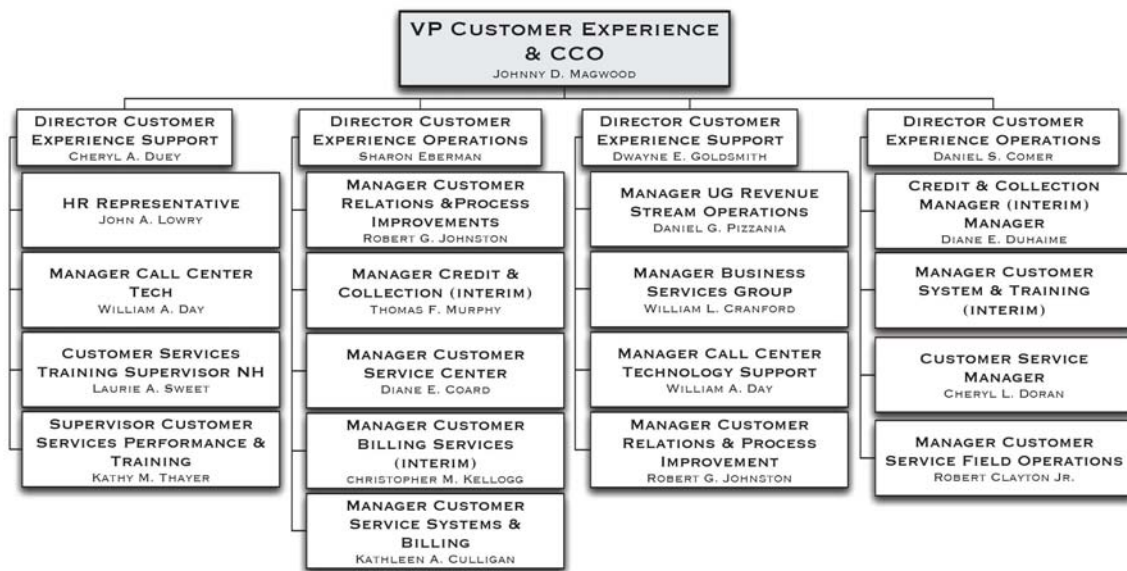 VP CUSTOMER EXPERIENCE
& CCO
JOHNNY D. MAGWOOD
DIRECTOR CUSTOMER
EXPERIENCE SUPPORT
CHERYL A. DUEY
HR REPRESENTATIVE
JOHN A. LOWRY
MANAGER CALL CENTER
TECH
WILLIAM A. DAY
CUSTOMER SERVICES
TRAINING SUPERVISOR NH
LAURIE A. SWEET
SUPERVISOR CUSTOMER
SERVICES PERFORMANCE &
TRAINING
KATHY M. THAYER
DIRECTOR CUSTOMER
EXPERIENCE OPERATIONS
SHARON EBERMAN
MANAGER CUSTOMER
RELATIONS &PROCESS
IMPROVEMENTS
ROBERT G. JOHNSTON
MANAGER CREDIT &
COLLECTION (INTERIM)
THOMAS F. MURPHY
MANAGER CUSTOMER
SERVICE CENTER
DIANE E. COARD
MANAGER CUSTOMER
BILLING SERVICES
(INTERIM)
CHRISTOPHER M. KELLOGG
MANAGER CUSTOMER
SERVICE SYSTEMS &
BILLING
KATHLEEN A. CULLIGAN
DIRECTOR CUSTOMER
EXPERIENCE SUPPORT
DWAYNE E. GOLDSMITH
MANAGER UG REVENUE
STREAM OPERATIONS
DANIEL G. PIZZANIA
MANAGER BUSINESS
SERVICES GROUP
WILLIAM L. CRANFORD
MANAGER CALL CENTER
TECHNOLOGY SUPPORT
WILLIAM A. DAY
MANAGER CUSTOMER
RELATIONS & PROCESS
IMPROVEMENT
ROBERT G. JOHNSTON
DIRECTOR CUSTOMER
EXPERIENCE OPERATIONS
DANIEL S. COMER
CREDIT & COLLECTION
MANAGER (INTERIM)
MANAGER
DIANE E. DUHAIME
MANAGER CUSTOMER
SYSTEM & TRAINING
(INTERIM)
CUSTOMER SERVICE
MANAGER
CHERYL L. DORAN
MANAGER CUSTOMER
SERVICE FIELD OPERATIONS
ROBERT CLAYTON JR.